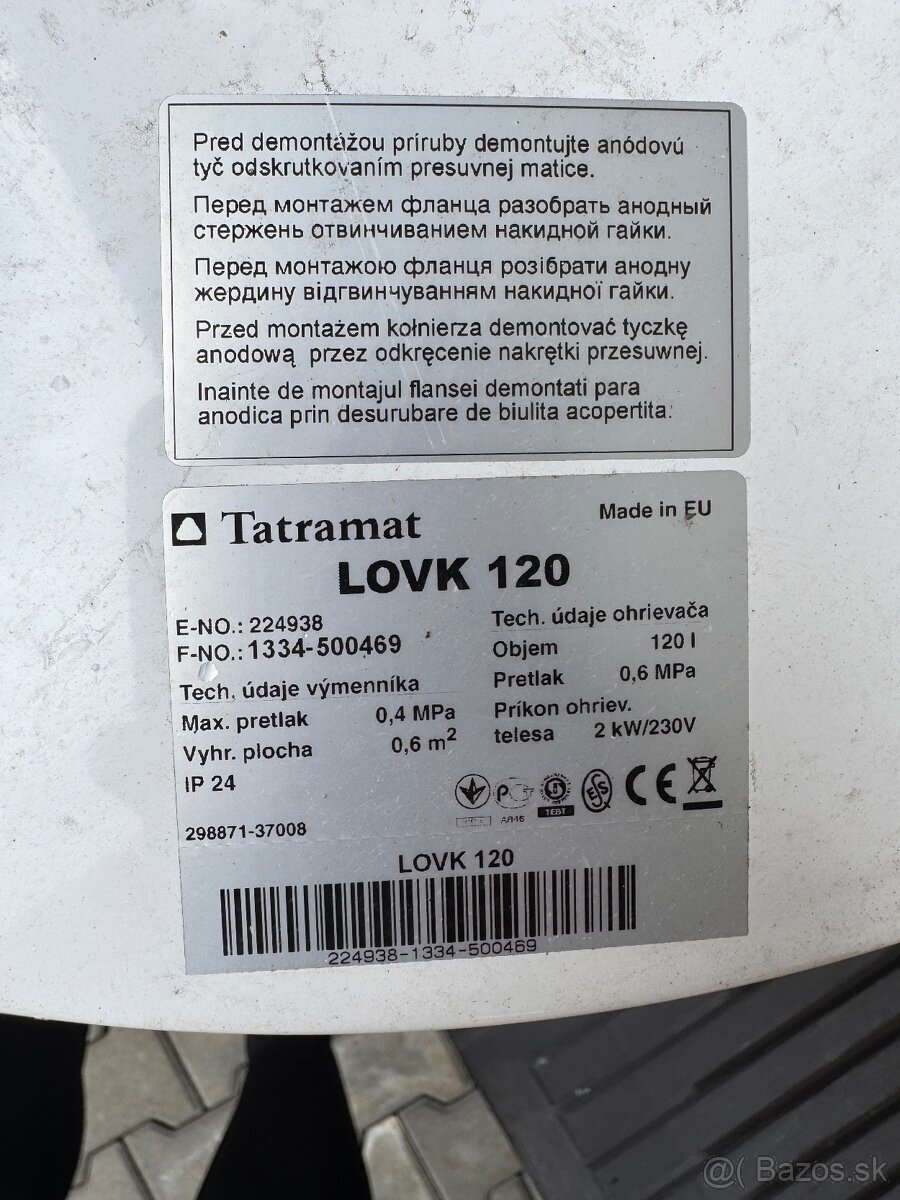 Pred demontážou príruby demontujte anódovú
tyč odskrutkovaním presuvnej matice.
Перед монтажем фланца разобрать анодный
стержень отвинчиванием накидной гайки.
Перед монтажою фланця розібрати анодну
жердину відгвинчуванням накидної гайки.
Przed montażem kołnierza demontować tyczkę
anodową przez odkręcenie nakrętki przesuwnej.
Inainte de montajul flansei demontati para
anodica prin desurubare de biulita acopertita.
Tatramat
Made in EU
LOVK 120
E-NO.: 224938
F-NO.: 1334-500469
Tech. údaje výmenníka
Max. pretlak 0,4 MPa
Vyhr. plocha 0,6 m²
IP 24
298871-37008
Tech. údaje ohrievača
Objem 120 l
Pretlak 0,6 MPa
Príkon ohriev.
telesa 2 kW/230V
TEST
EJS
CE
LOVK 120
224938-1334-500469
@( Bazos.sk